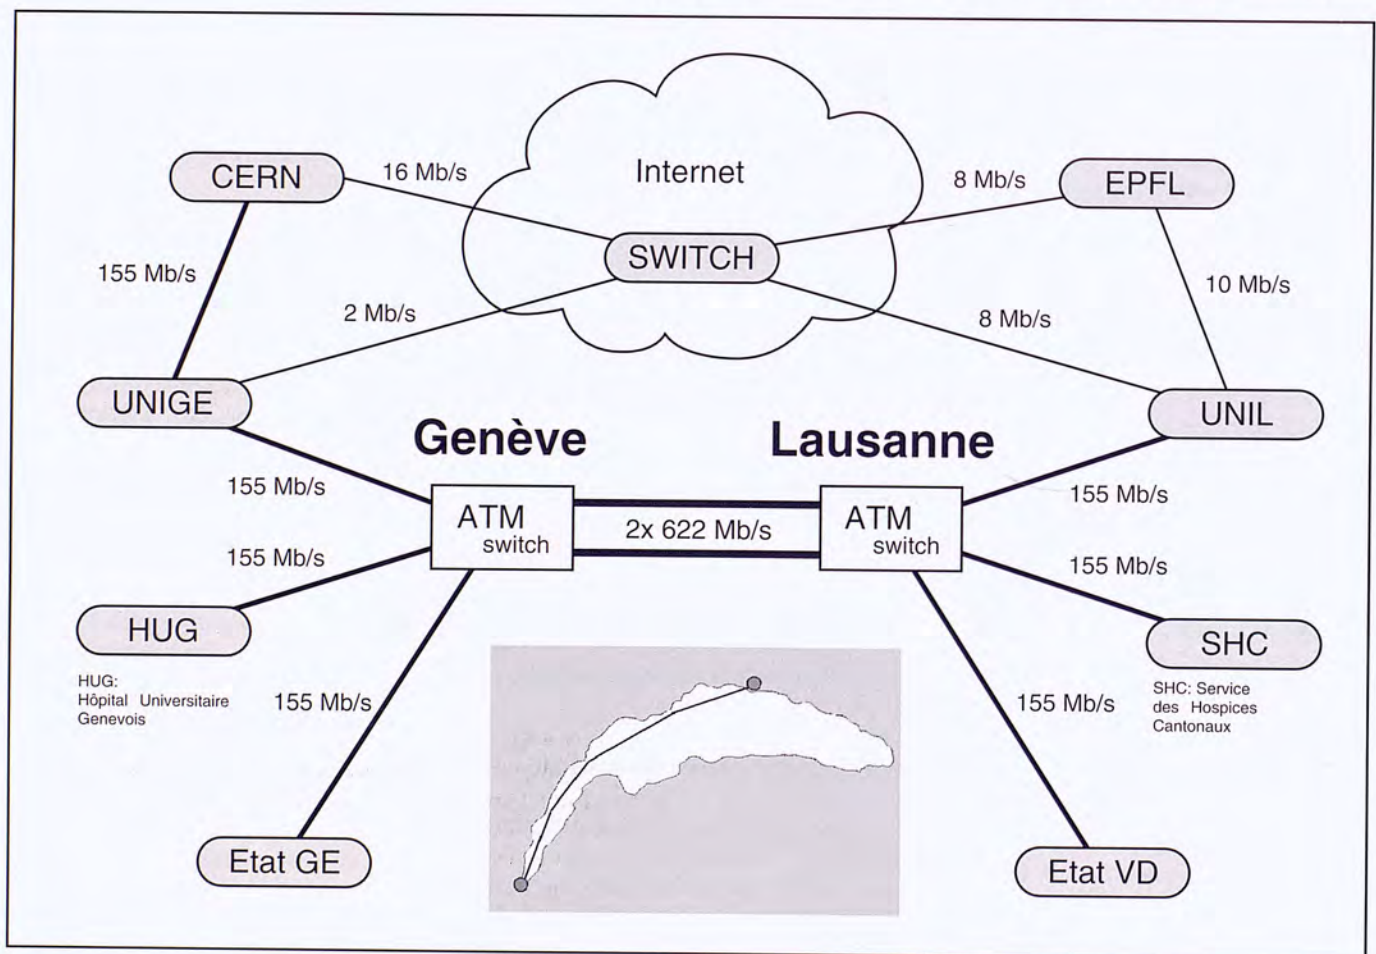 Internet
CERN
16 Mb/s
8 Mb/s
EPFL
SWITCH
155 Mb/s
10 Mb/s
2 Mb/s
8 Mb/s
UNIGE
UNIL
Genève
Lausanne
155 Mb/s
155 Mb/s
ATM
switch
2x 622 Mb/s
ATM
switch
155 Mb/s
155 Mb/s
HUG
SHC
HUG:
Hôpital Universitaire
Genevois
SHC: Service
des Hospices
Cantonaux
155 Mb/s
155 Mb/s
Etat GE
Etat VD